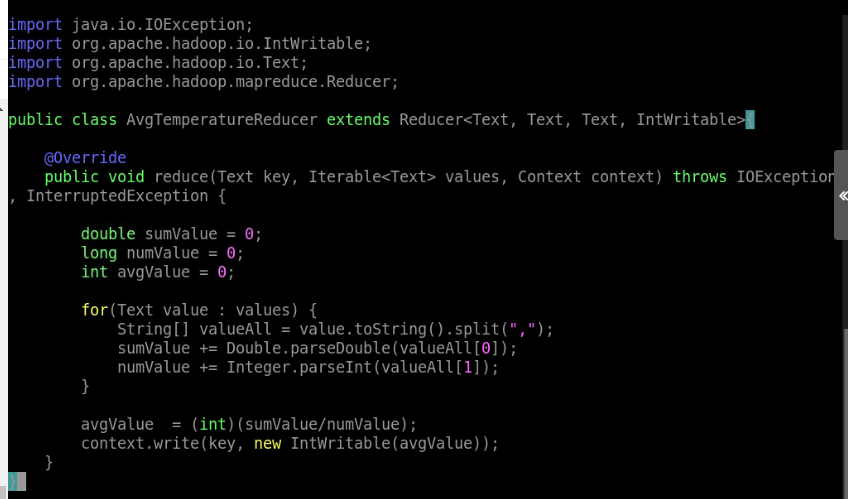 import java.io.IOException;
import org.apache.hadoop.io.IntWritable;
import org.apache.hadoop.io.Text;
import org.apache.hadoop.mapreduce.Reducer;
public class AvgTemperatureReducer extends Reducer<Text, Text, Text, IntWritable>{
@Override
public void reduce(Text key, Iterable<Text> values, Context context) throws IOException
, InterruptedException {
double sumValue = 0;
long numValue = 0;
int avgValue = 0;
for(Text value : values) {
String[] valueAll = value.toString().split(",");
sumValue += Double.parseDouble(valueAll[0]);
numValue += Integer.parseInt(valueAll[1]);
}
avgValue  = (int)(sumValue/numValue);
context.write(key, new IntWritable(avgValue));
}
}